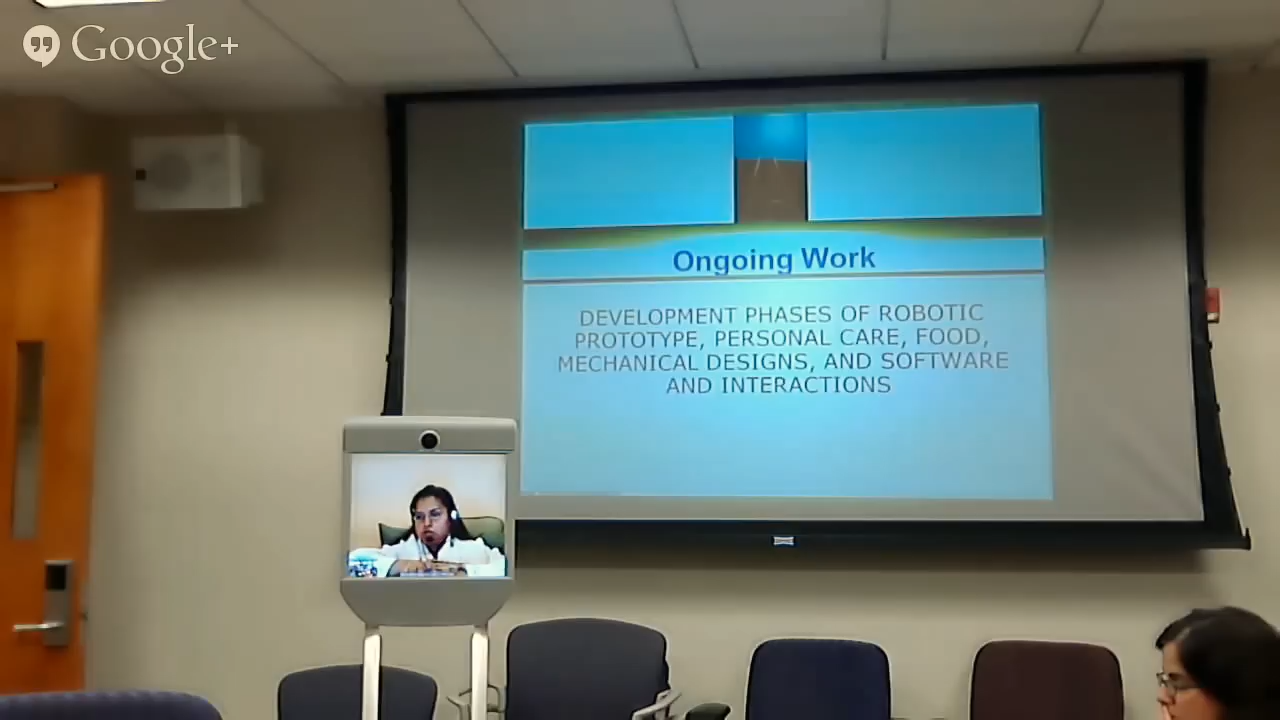 Google+
Ongoing Work
DEVELOPMENT PHASES OF ROBOTIC
PROTOTYPE, PERSONAL CARE, FOOD,
MECHANICAL DESIGNS, AND SOFTWARE
AND INTERACTIONS